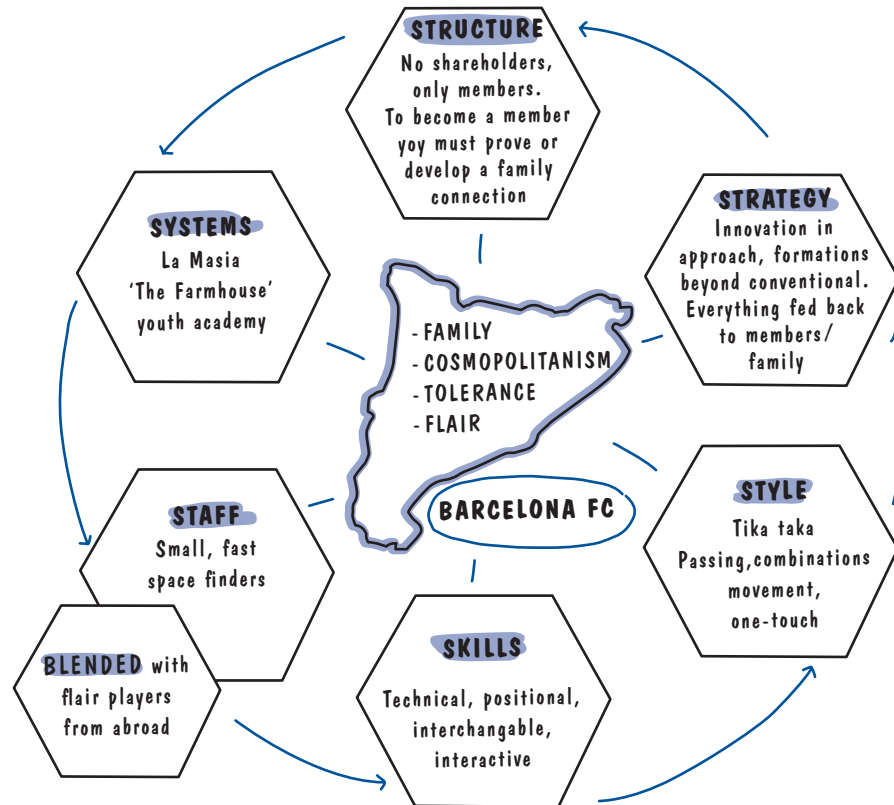 STRUCTURE
No shareholders,
only members.
To become a member
yoy must prove or
develop a family
connection
STRATEGY
Innovation in
approach, formations
beyond conventional.
Everything fed back
to members/
family
SYSTEMS
La Masia
‘The Farmhouse’
youth academy
- FAMILY
- COSMOPOLITANISM
- TOLERANCE
- FLAIR
BARCELONA FC
STYLE
Tika taka
Passing,combinations
movement,
one-touch
STAFF
Small, fast
space finders
BLENDED with
flair players
from abroad
SKILLS
Technical, positional,
interchangable,
interactive